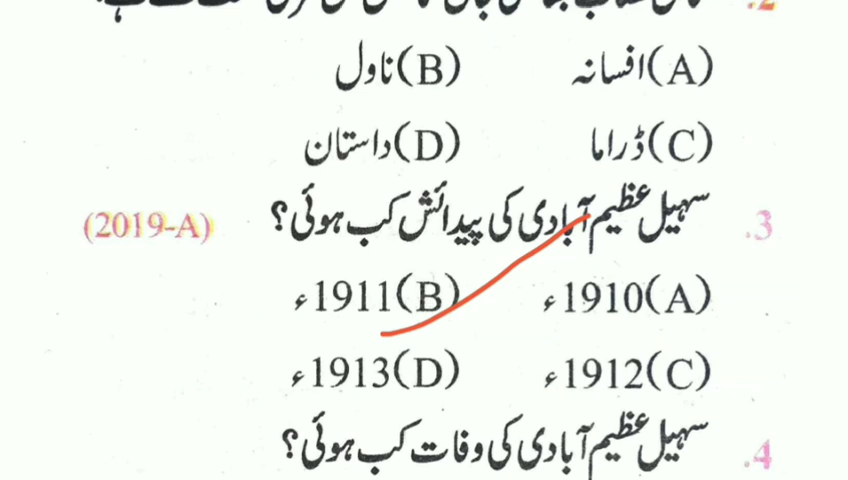 2.
(A) افسانہ (B) ناول
(C) ڈراما (D) داستان
3. سہیل عظیم آبادی کی پیدائش کب ہوئی؟ (2019-A)
(A) 1910ء (B) 1911ء
(C) 1912ء (D) 1913ء
4. سہیل عظیم آبادی کی وفات کب ہوئی؟